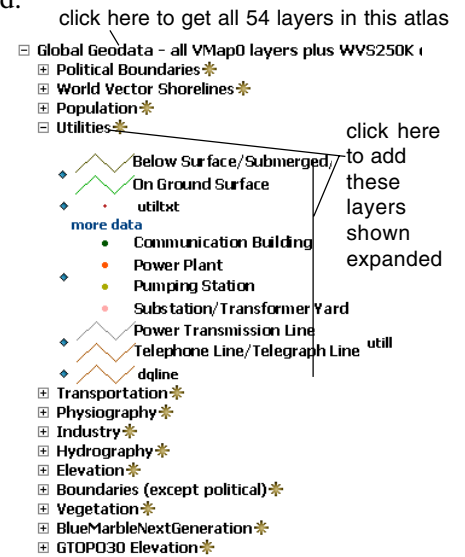 d.
click here to get all 54 layers in this atlas
Global Geodata - all VMap0 layers plus WVS250K
Political Boundaries
World Vector Shorelines
Population
Utilities
click here
to add
these
layers
shown
expanded
Below Surface/Submerged/
On Ground Surface
utiltxt
more data
Communication Building
Power Plant
Pumping Station
Substation/Transformer Yard
Power Transmission Line
Telephone Line/Telegraph Line utill
dqline
Transportation
Physiography
Industry
Hydrography
Elevation
Boundaries (except political)
Vegetation
BlueMarbleNextGeneration
GTOPO30 Elevation